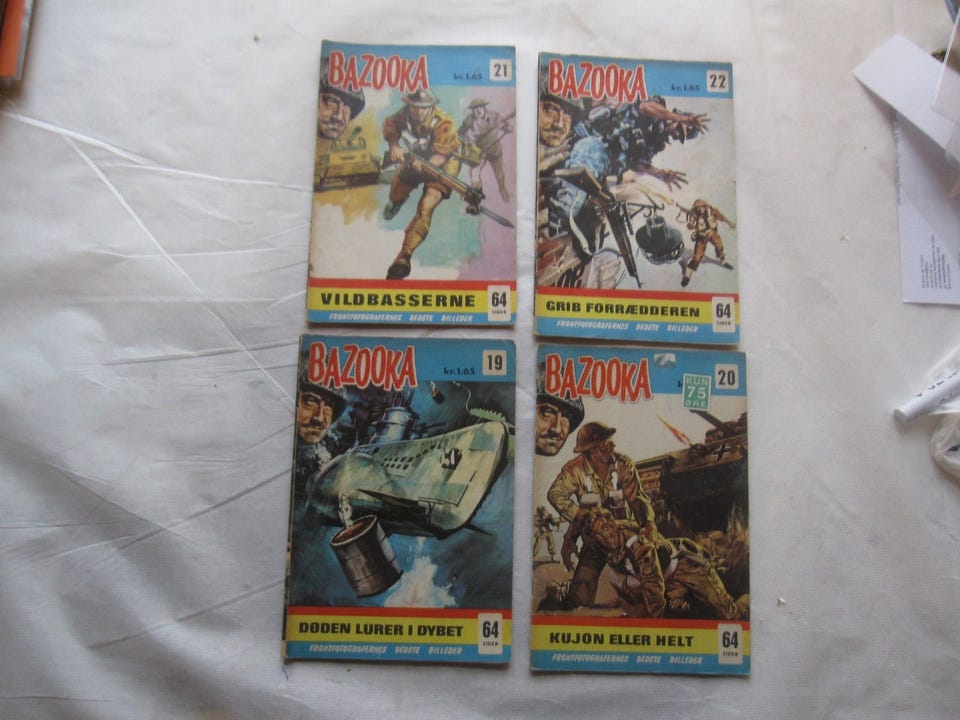 BAZOOKA
kr.1.65
21
VILDBASSERNE
64
SIDER
FRONTFOTOGRAFERNES BEDSTE BILLEDER
BAZOOKA
kr.1.65
22
GRIB FORRÆDDEREN
64
SIDER
FRONTFOTOGRAFERNES BEDSTE BILLEDER
BAZOOKA
kr.1.65
19
DØDEN LURER I DYBET
64
SIDER
FRONTFOTOGRAFERNES BEDSTE BILLEDER
BAZOOKA
20
KUN
75
ØRE
KUJON ELLER HELT
64
SIDER
FRONTFOTOGRAFERNES BEDSTE BILLEDER